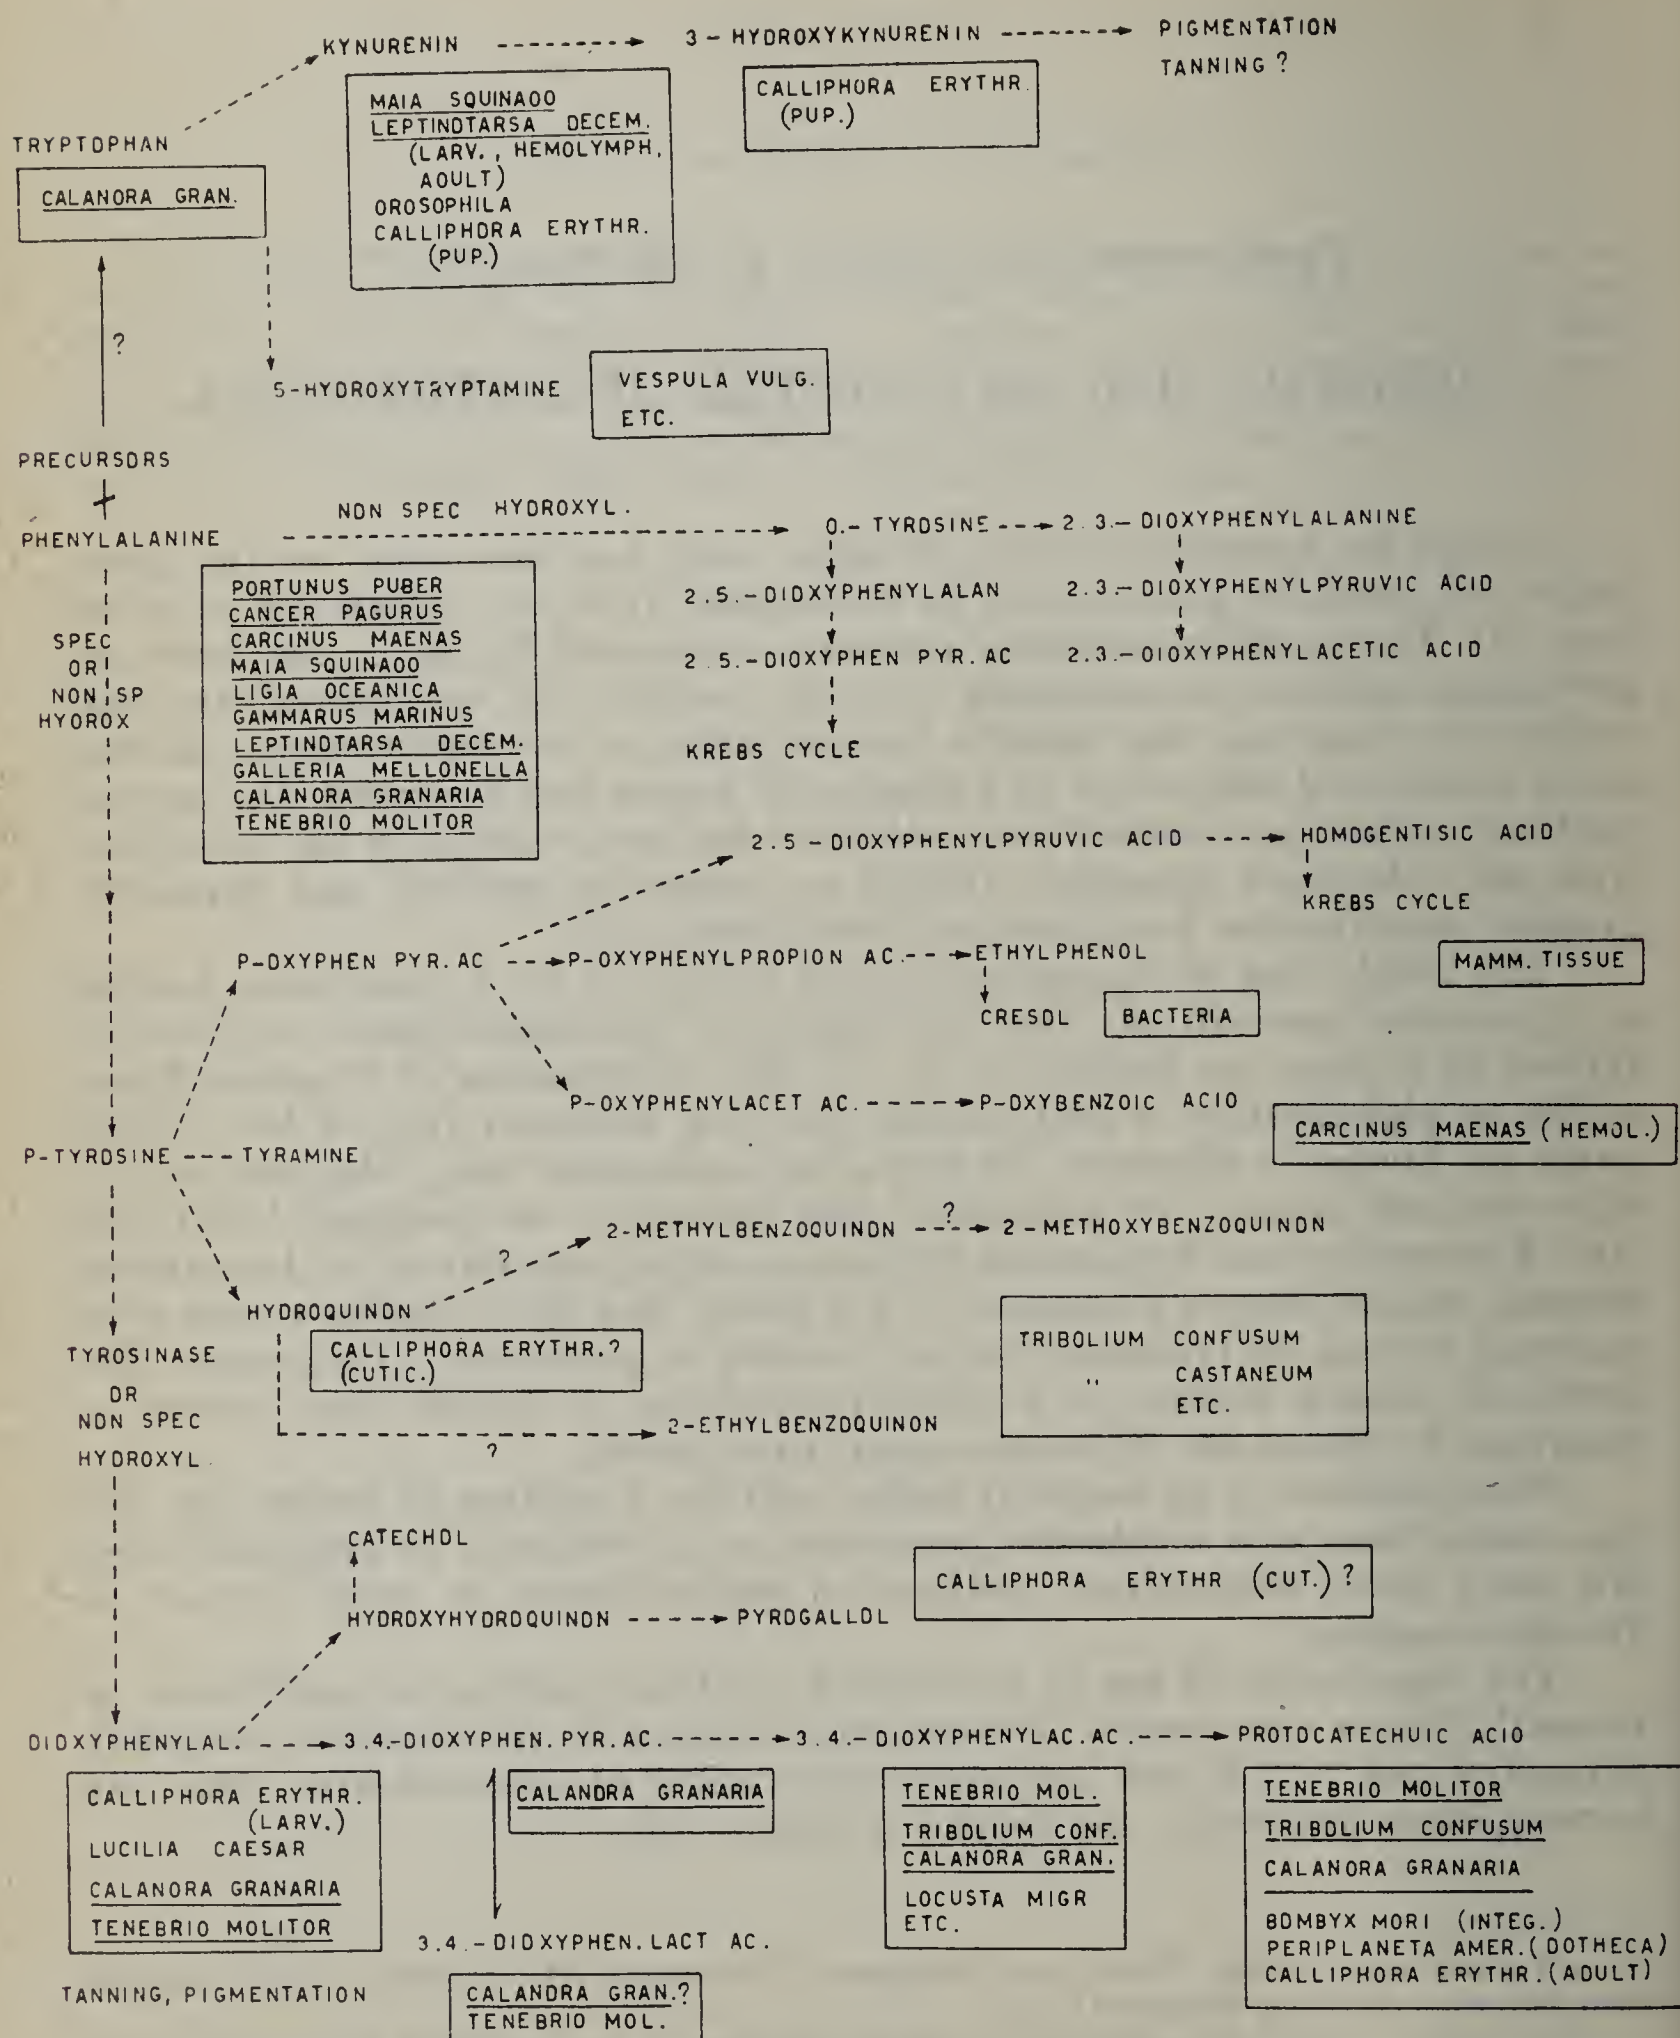 KYNURENIN 3-HYDROXYKYNURENIN PIGMENTATION
TANNING ?
MAIA SQUINAOO
LEPTINOTARSA DECEM.
(LARV., HEMOLYMPH,
AOULT)
OROSOPHILA
CALLIPHORA ERYTHR.
(PUP.)
CALLIPHORA ERYTHR.
(PUP.)
TRYPTOPHAN
CALANORA GRAN.
?
5-HYDROXYTRYPTAMINE
VESPULA VULG.
ETC.
PRECURSORS
NON SPEC HYDROXYL.
PHENYLALANINE O.-TYROSINE 2.3.-DIOXYPHENYLALANINE
2.5.-DIOXYPHENYLALAN 2.3.-DIOXYPHENYLPYRUVIC ACID
2.5.-DIOXYPHEN PYR.AC 2.3.-OIOXYPHENYLACETIC ACID
KREBS CYCLE
SPEC
OR
NON SP
HYOROX
PORTUNUS PUBER
CANCER PAGURUS
CARCINUS MAENAS
MAIA SQUINAOO
LIGIA OCEANICA
GAMMARUS MARINUS
LEPTINOTARSA DECEM.
GALLERIA MELLONELLA
CALANORA GRANARIA
TENEBRIO MOLITOR
2.5-DIOXYPHENYLPYRUVIC ACID HOMOGENTISIC ACID
KREBS CYCLE
P-OXYPHEN PYR.AC P-OXYPHENYLPROPION AC. ETHYLPHENOL
MAMM. TISSUE
CRESOL BACTERIA
P-OXYPHENYLACET AC. P-OXYBENZOIC ACIO
CARCINUS MAENAS (HEMOL.)
P-TYROSINE TYRAMINE
2-METHYLBENZOQUINON ? 2-METHOXYBENZOQUINON
?
HYDROQUINON
CALLIPHORA ERYTHR.?
(CUTIC.)
TRIBOLIUM CONFUSUM
,, CASTANEUM
ETC.
2-ETHYLBENZOQUINON
?
TYROSINASE
OR
NON SPEC
HYDROXYL.
CATECHOL
HYDROXYHYDROQUINON PYROGALLOL
CALLIPHORA ERYTHR (CUT.) ?
DIOXYPHENYLAL. 3.4.-DIOXYPHEN.PYR.AC. 3.4.-DIOXYPHENYLAC.AC. PROTOCATECHUIC ACIO
CALLIPHORA ERYTHR.
(LARV.)
LUCILIA CAESAR
CALANORA GRANARIA
TENEBRIO MOLITOR
TANNING, PIGMENTATION
CALANDRA GRANARIA
3.4.-DIOXYPHEN.LACT AC.
CALANDRA GRAN.?
TENEBRIO MOL.
TENEBRIO MOL.
TRIBOLIUM CONF.
CALANORA GRAN.
LOCUSTA MIGR
ETC.
TENEBRIO MOLITOR
TRIBOLIUM CONFUSUM
CALANORA GRANARIA
BOMBYX MORI (INTEG.)
PERIPLANETA AMER.(OOTHECA)
CALLIPHORA ERYTHR.(ADULT)